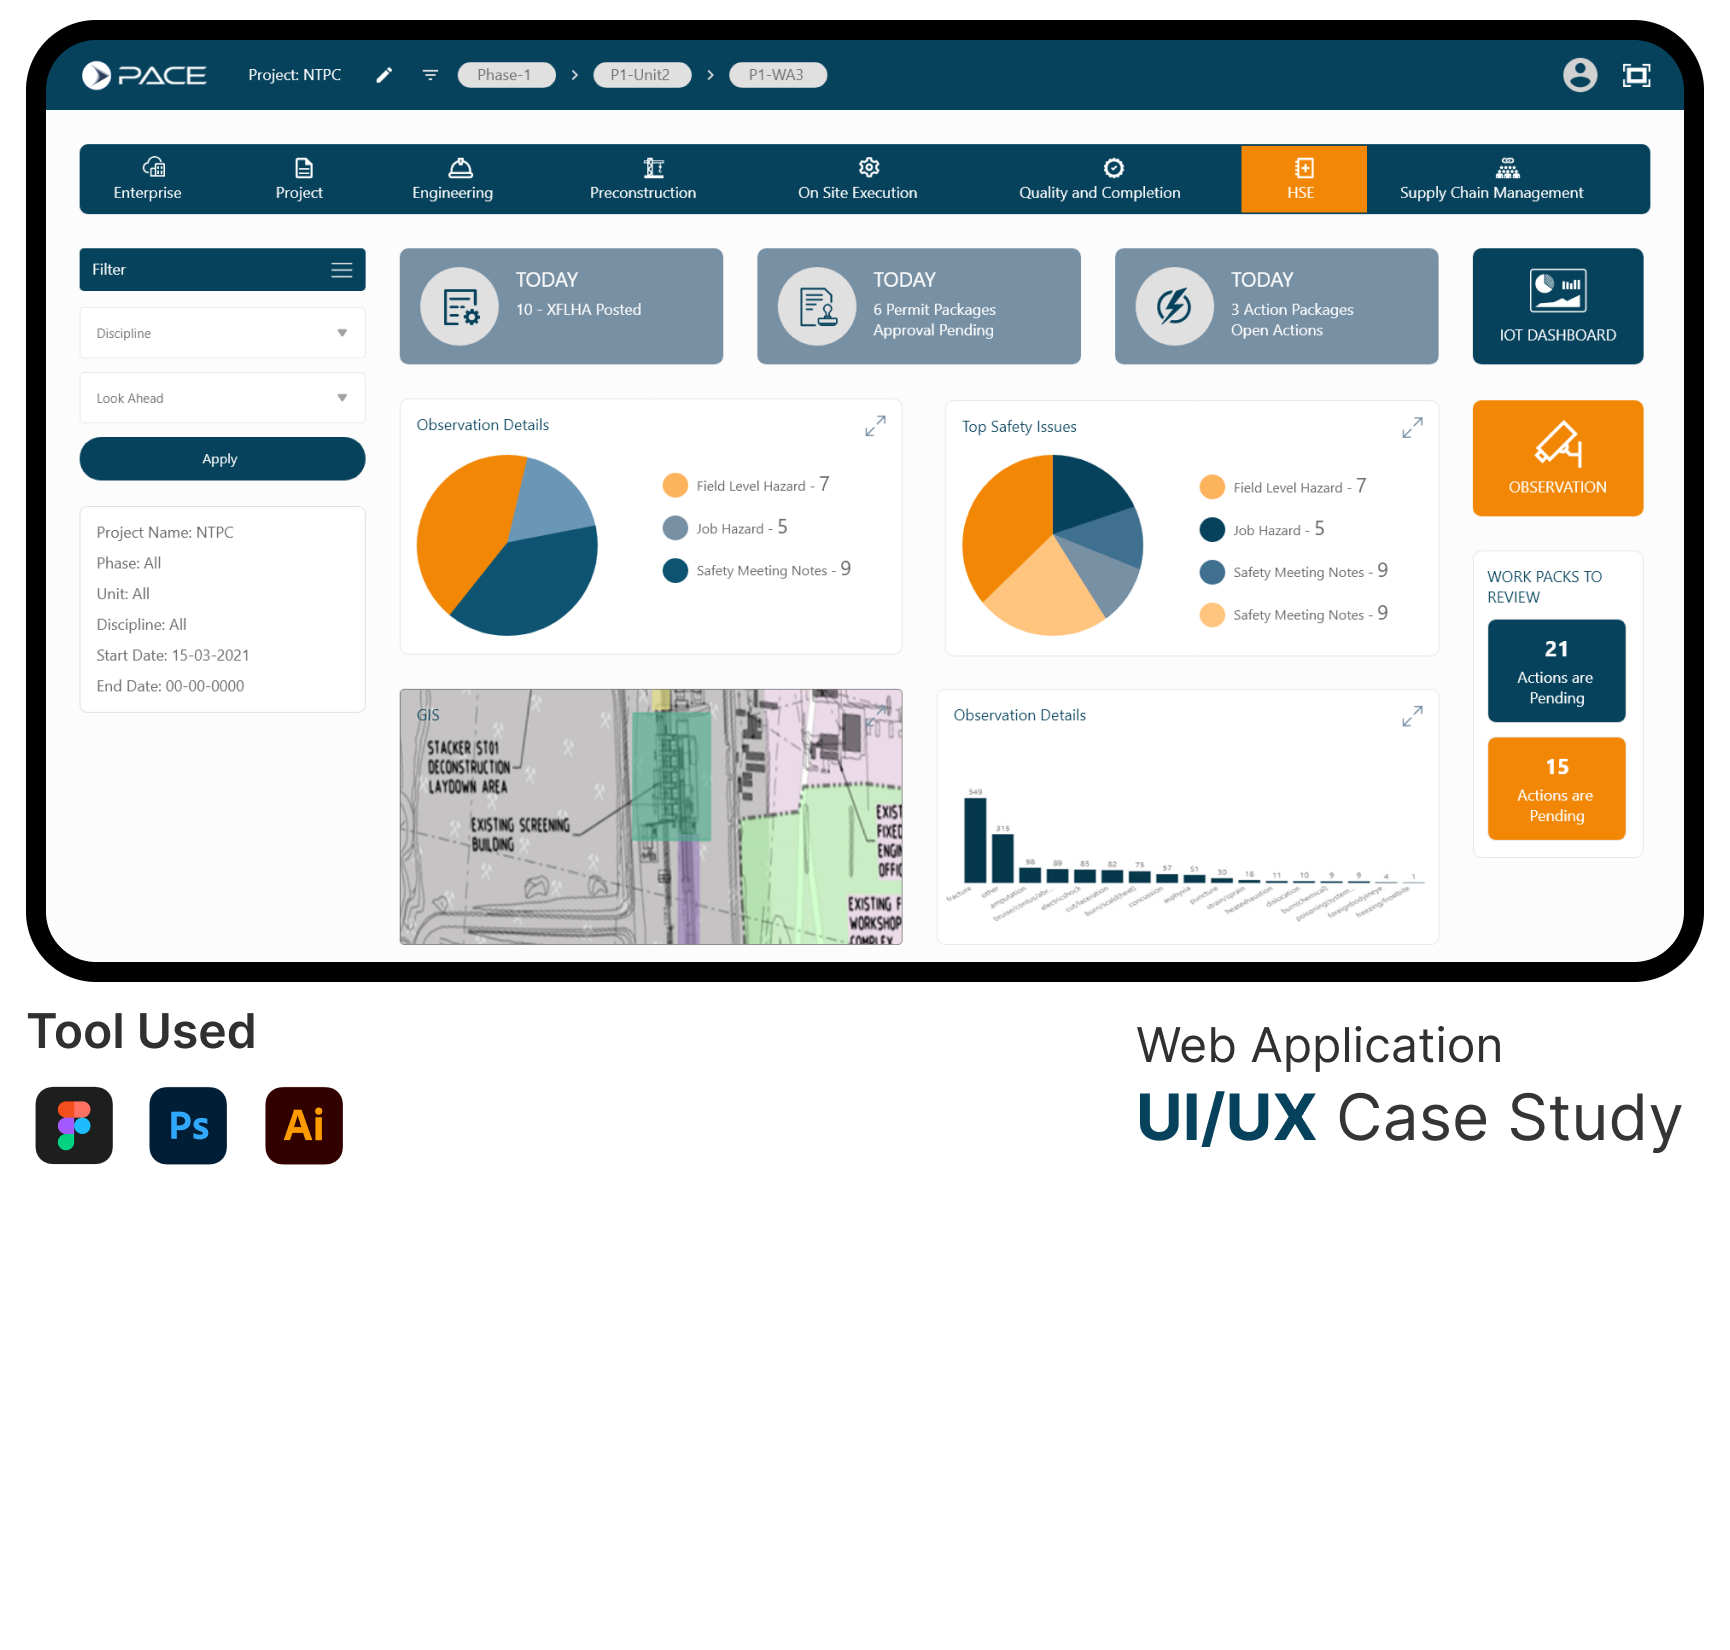 PACE
Project: NTPC
Phase-1
P1-Unit2
P1-WA3
Enterprise
Project
Engineering
Preconstruction
On Site Execution
Quality and Completion
HSE
Supply Chain Management
Filter
Discipline
Look Ahead
Apply
Project Name: NTPC
Phase: All
Unit: All
Discipline: All
Start Date: 15-03-2021
End Date: 00-00-0000
TODAY
10 - XFLHA Posted
TODAY
6 Permit Packages
Approval Pending
TODAY
3 Action Packages
Open Actions
IOT DASHBOARD
Observation Details
Field Level Hazard - 7
Job Hazard - 5
Safety Meeting Notes - 9
Top Safety Issues
Field Level Hazard - 7
Job Hazard - 5
Safety Meeting Notes - 9
Safety Meeting Notes - 9
OBSERVATION
WORK PACKS TO
REVIEW
21
Actions are
Pending
15
Actions are
Pending
GIS
STACKER ST01
DECONSTRUCTION
LAYDOWN AREA
EXISTING SCREENING
BUILDING
EXIST
FIXED
ENGIN
OFFIC
EXISTING F
WORKSHOP
COMPLEX
Observation Details
549
315
98
89
85
82
75
57
51
30
18
11
10
9
9
4
1
fracture
other
amputation
bruise/contus/abr...
electricshock
cut/laceration
burn/scald(heat)
concussion
asphyxia
puncture
strain/sprain
heatexhaustion
dislocation
burn(chemical)
poisoning(system...
foreignbodyineye
freezing/frostbite
Tool Used
Ps
Ai
Web Application
UI/UX Case Study